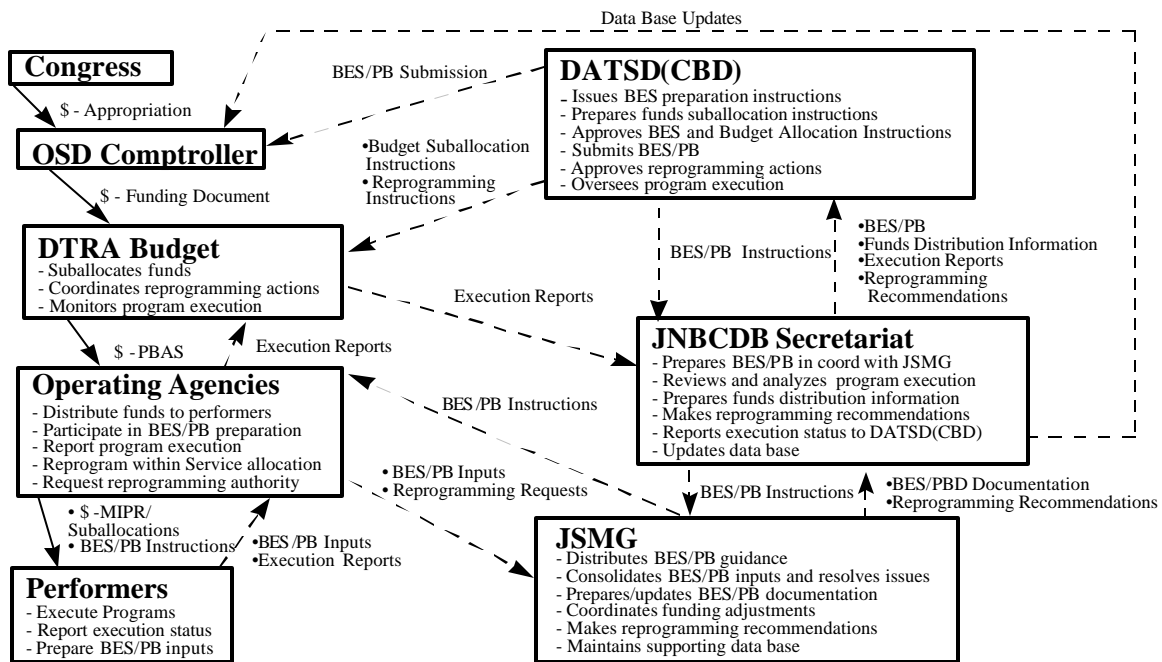 Data Base Updates
Congress
$ - Appropriation
OSD Comptroller
BES/PB Submission
DATSD(CBD)
- Issues BES preparation instructions
- Prepares funds suballocation instructions
- Approves BES and Budget Allocation Instructions
- Submits BES/PB
- Approves reprogramming actions
- Oversees program execution
$ - Funding Document
•Budget Suballocation
Instructions
• Reprogramming
Instructions
DTRA Budget
- Suballocates funds
- Coordinates reprogramming actions
- Monitors program execution
BES/PB Instructions
•BES/PB
•Funds Distribution Information
•Execution Reports
•Reprogramming
Recommendations
Execution Reports
$ -PBAS
Execution Reports
JNBCDB Secretariat
- Prepares BES/PB in coord with JSMG
- Reviews and analyzes program execution
- Prepares funds distribution information
- Makes reprogramming recommendations
- Reports execution status to DATSD(CBD)
- Updates data base
Operating Agencies
- Distribute funds to performers
- Participate in BES/PB preparation
- Report program execution
- Reprogram within Service allocation
- Request reprogramming authority
BES/PB Instructions
• BES/PB Inputs
• Reprogramming Requests
BES/PB Instructions
•BES/PBD Documentation
•Reprogramming Recommendations
• $ -MIPR/
Suballocations
• BES/PB Instructions
•BES/PB Inputs
•Execution Reports
Performers
- Execute Programs
- Report execution status
- Prepare BES/PB inputs
JSMG
- Distributes BES/PB guidance
- Consolidates BES/PB inputs and resolves issues
- Prepares/updates BES/PB documentation
- Coordinates funding adjustments
- Makes reprogramming recommendations
- Maintains supporting data base